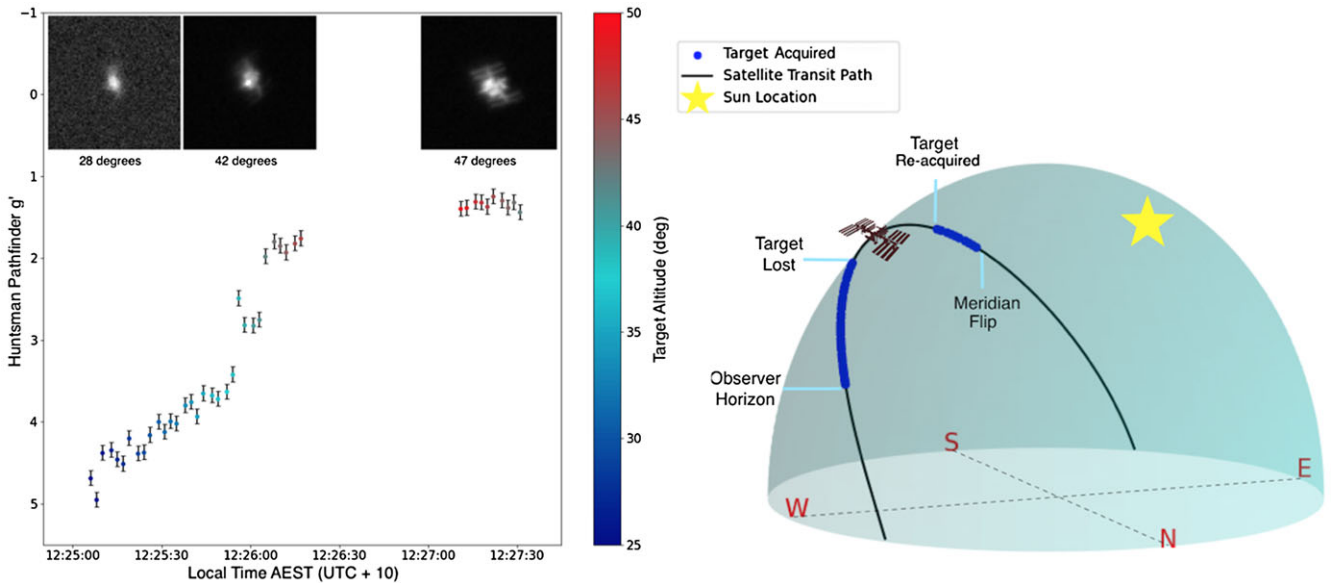 28 degrees
42 degrees
47 degrees
−1
0
1
2
3
4
5
Huntsman Pathfinder g'
12:25:00
12:25:30
12:26:00
12:26:30
12:27:00
12:27:30
Local Time AEST (UTC + 10)
50
45
40
35
30
25
Target Altitude (deg)
Target Acquired
Satellite Transit Path
Sun Location
Target
Re-acquired
Target
Lost
Meridian
Flip
Observer
Horizon
S
E
W
N